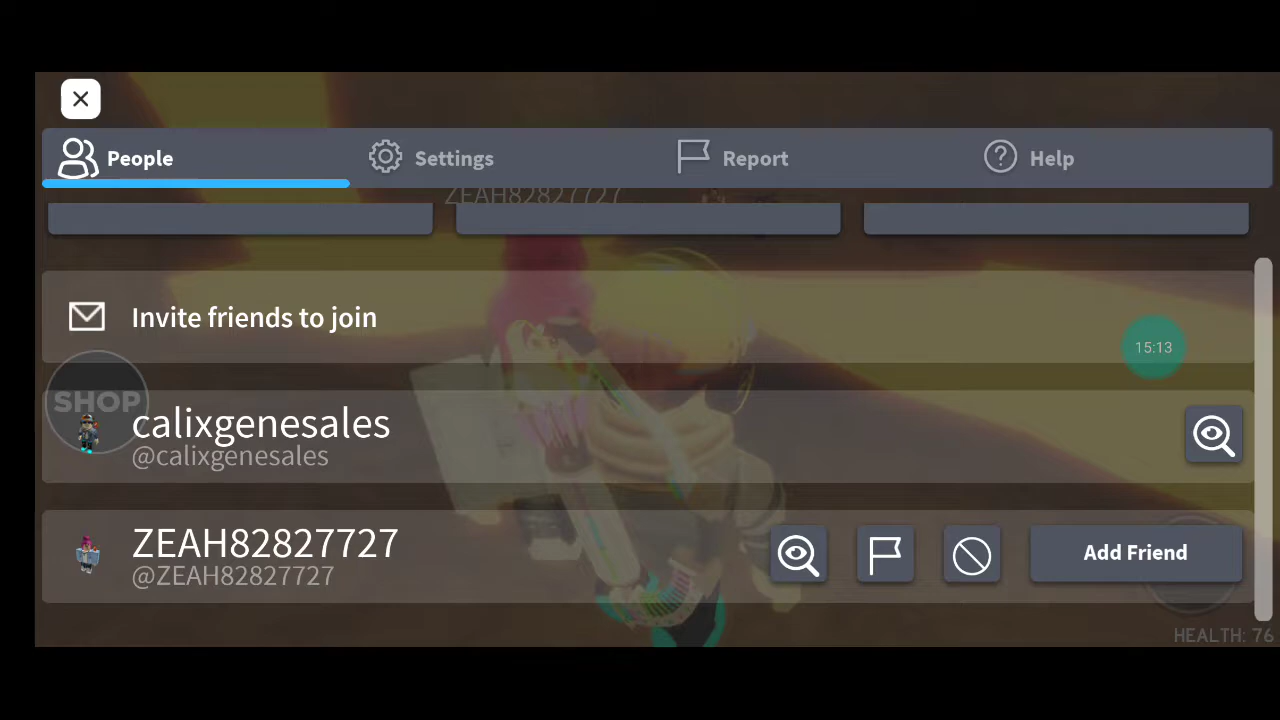 People
Settings
Report
Help
ZEAH82827727
Invite friends to join
15:13
SHOP
calixgenesales
@calixgenesales
ZEAH82827727
@ZEAH82827727
Add Friend
HEALTH: 76